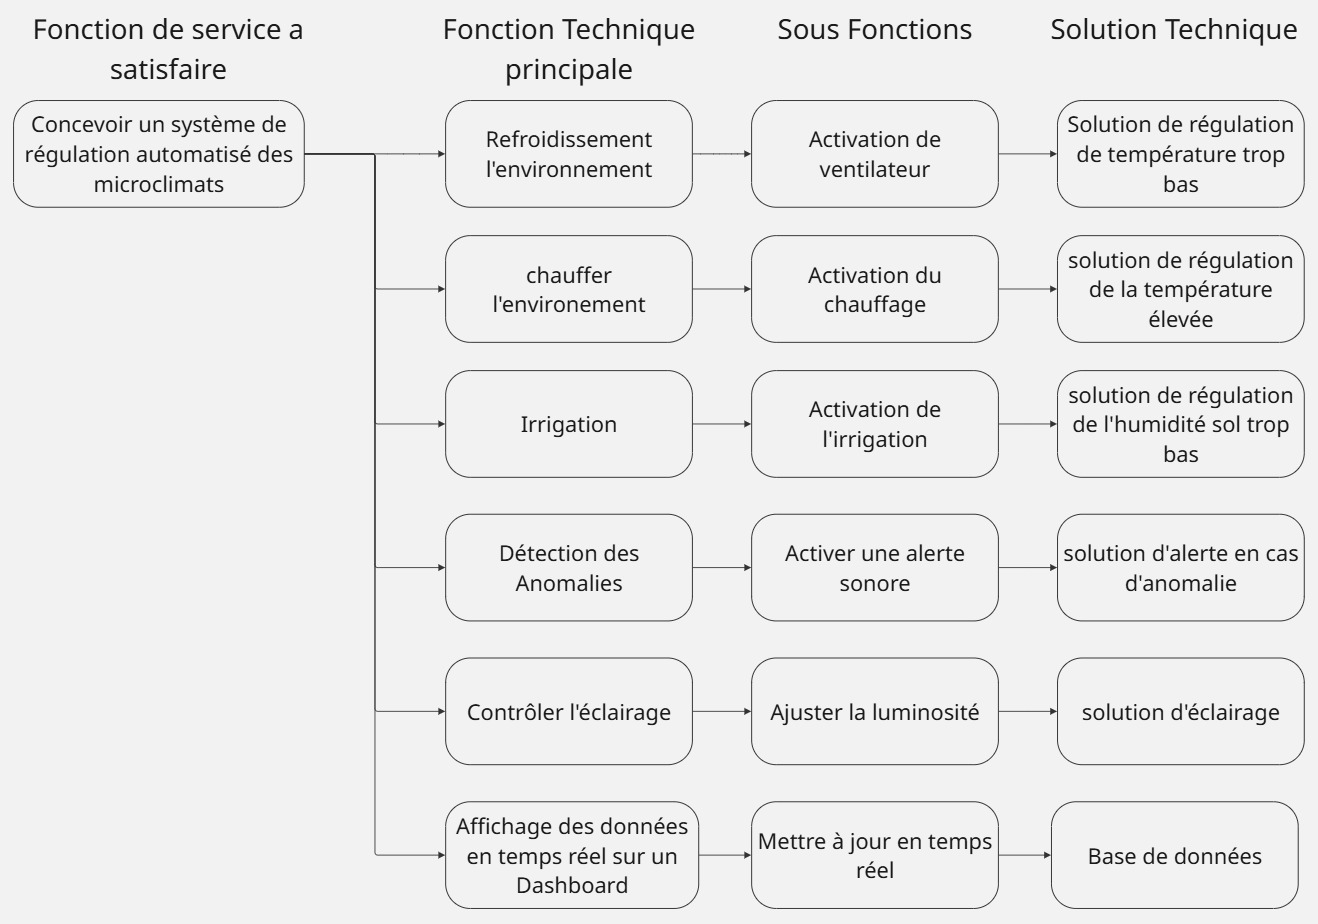 Fonction de service a
satisfaire
Fonction Technique
principale
Sous Fonctions
Solution Technique
Concevoir un système de
régulation automatisé des
microclimats
Refroidissement
l'environnement
Activation de
ventilateur
Solution de régulation
de température trop
bas
chauffer
l'environement
Activation du
chauffage
solution de régulation
de la température
élevée
Irrigation
Activation de
l'irrigation
solution de régulation
de l'humidité sol trop
bas
Détection des
Anomalies
Activer une alerte
sonore
solution d'alerte en cas
d'anomalie
Contrôler l'éclairage
Ajuster la luminosité
solution d'éclairage
Affichage des données
en temps réel sur un
Dashboard
Mettre à jour en temps
réel
Base de données